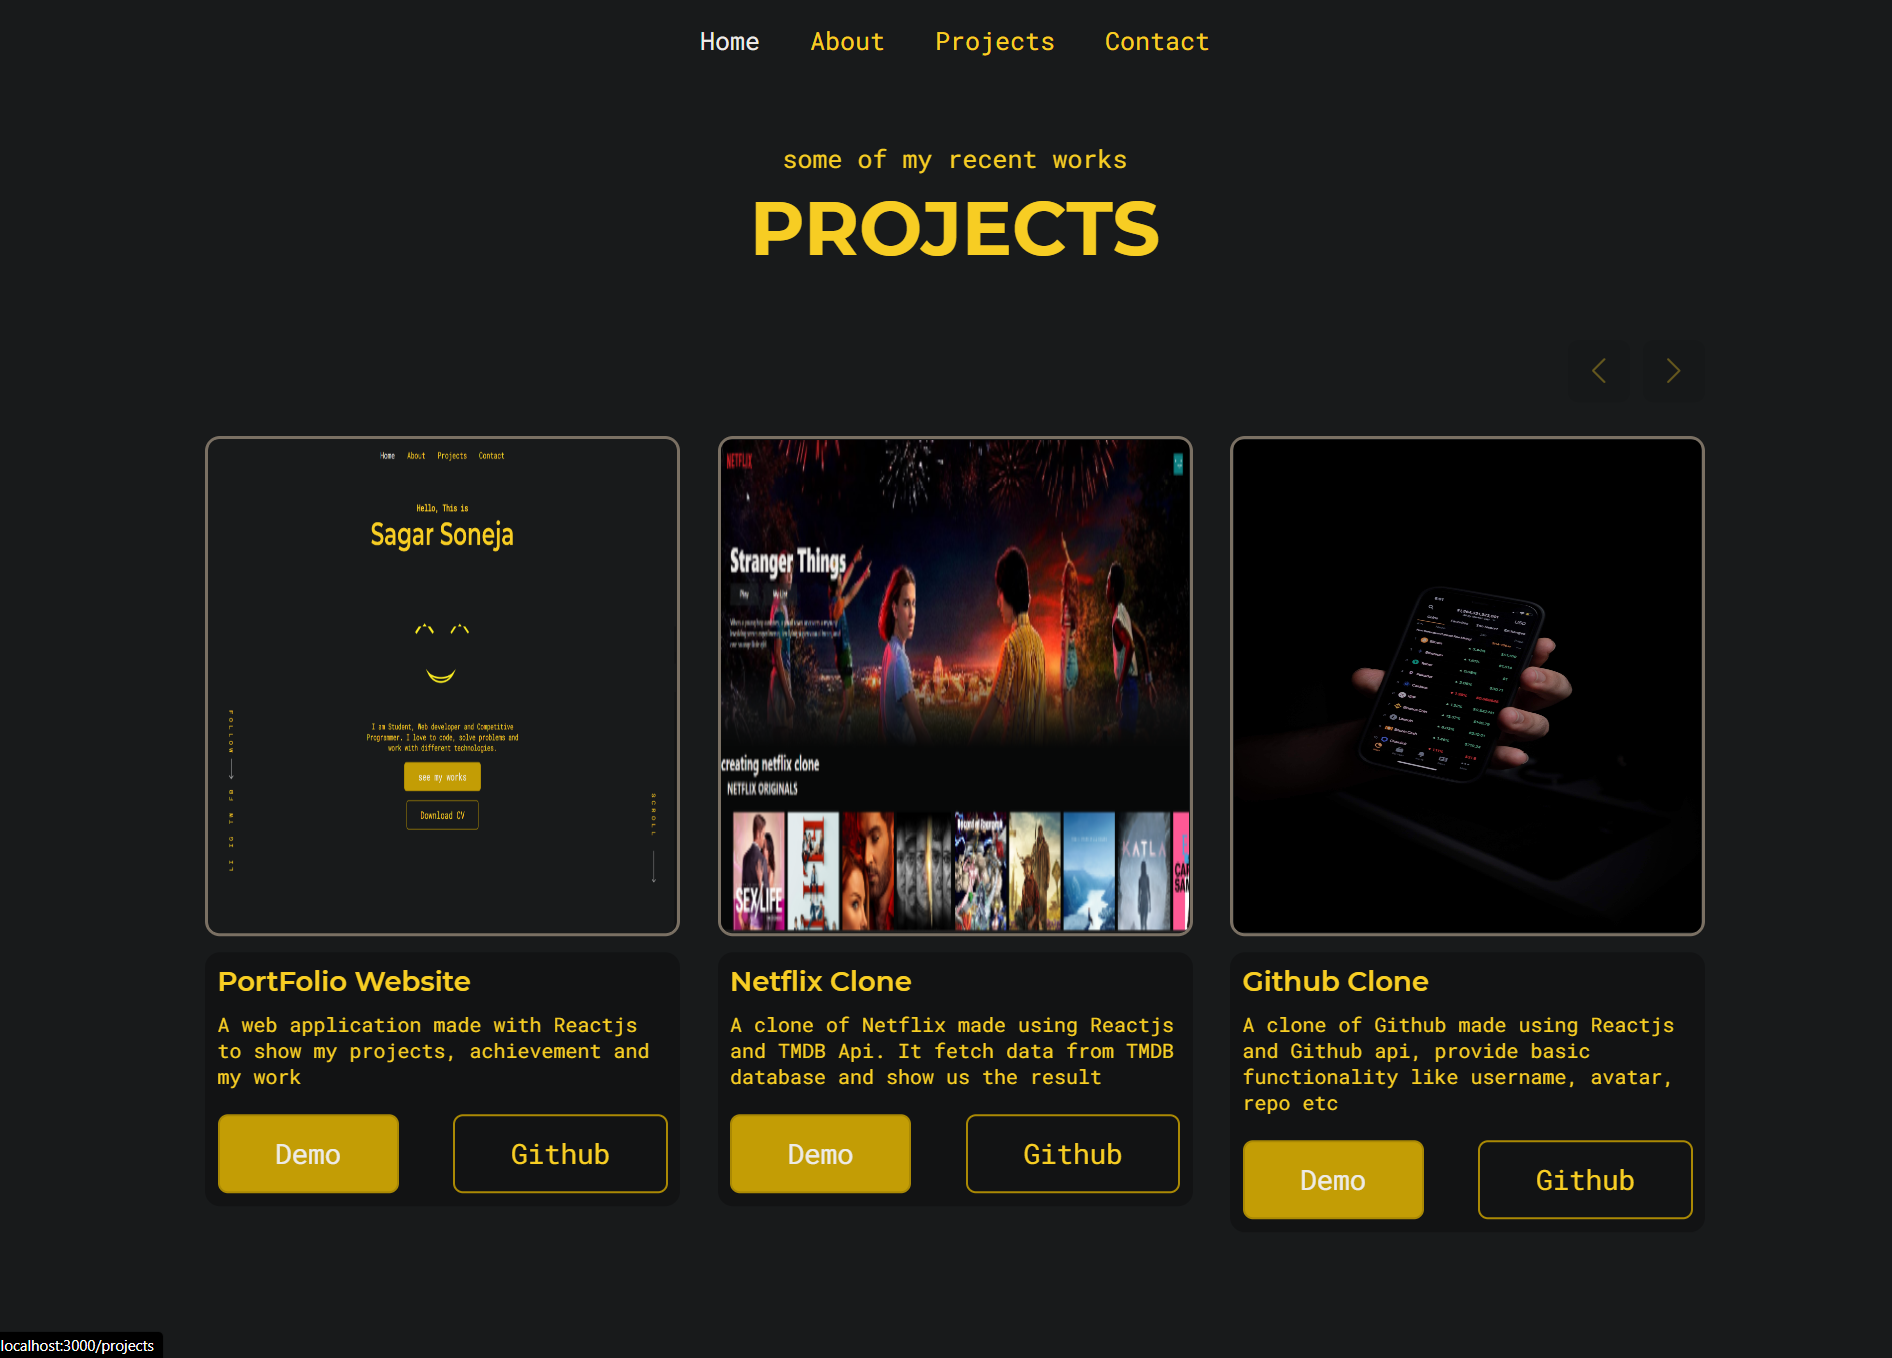 Home About Projects Contact
some of my recent works
PROJECTS
Home About Projects Contact
Hello, This is
Sagar Soneja
I am Student, Web developer and Competitive
Programmer. I love to code, solve problems and
work with different technologies.
see my works
Download CV
FOLLOW
FB
TW
IG
LI
SCROLL
NETFLIX
Stranger Things
Play My List
creating netflix clone
NETFLIX ORIGINALS
SEX/LIFE
KATLA
PortFolio Website
A web application made with Reactjs
to show my projects, achievement and
my work
Demo Github
Netflix Clone
A clone of Netflix made using Reactjs
and TMDB Api. It fetch data from TMDB
database and show us the result
Demo Github
Github Clone
A clone of Github made using Reactjs
and Github api, provide basic
functionality like username, avatar,
repo etc
Demo Github
localhost:3000/projects